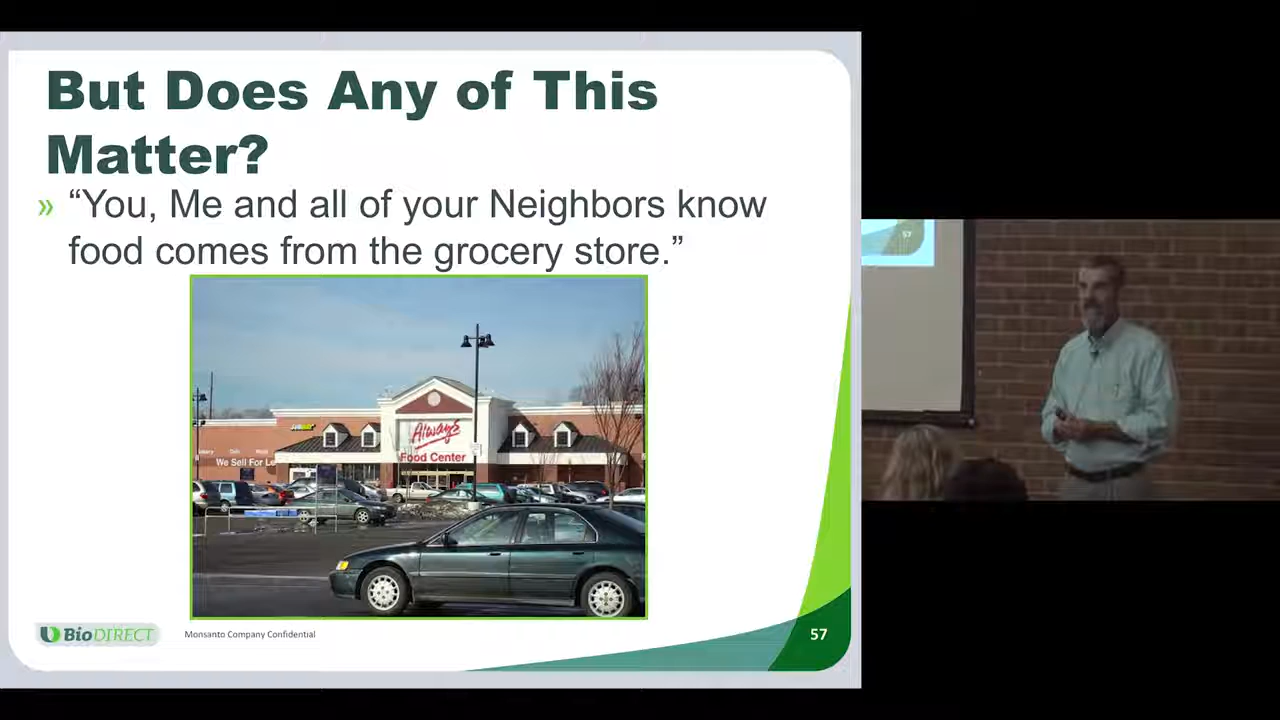 But Does Any of This
Matter?
» “You, Me and all of your Neighbors know
food comes from the grocery store.”
Always
Food Center
We Sell For Le
BioDIRECT
Monsanto Company Confidential
57
57